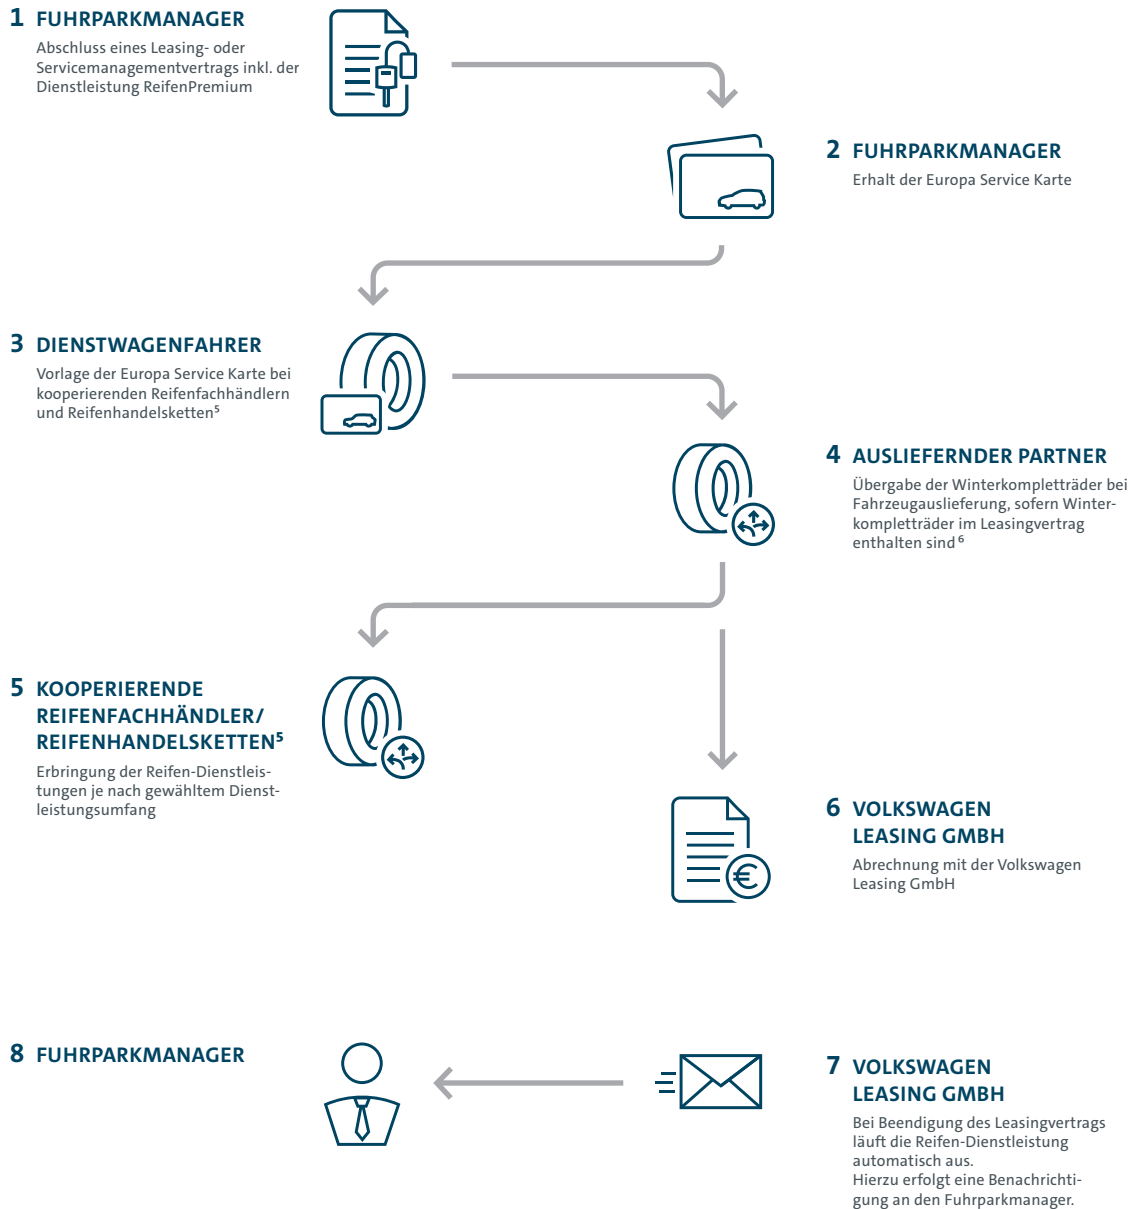 1 FUHRPARKMANAGER
Abschluss eines Leasing- oder
Servicemanagementvertrags inkl. der
Dienstleistung ReifenPremium
2 FUHRPARKMANAGER
Erhalt der Europa Service Karte
3 DIENSTWAGENFAHRER
Vorlage der Europa Service Karte bei
kooperierenden Reifenfachhändlern
und Reifenhandelsketten⁵
4 AUSLIEFERNDER PARTNER
Übergabe der Winterkompletträder bei
Fahrzeugauslieferung, sofern Winter-
kompletträder im Leasingvertrag
enthalten sind ⁶
5 KOOPERIERENDE
REIFENFACHHÄNDLER/
REIFENHANDELSKETTEN⁵
Erbringung der Reifen-Dienstleis-
tungen je nach gewähltem Dienst-
leistungsumfang
6 VOLKSWAGEN
LEASING GMBH
Abrechnung mit der Volkswagen
Leasing GmbH
€
8 FUHRPARKMANAGER
7 VOLKSWAGEN
LEASING GMBH
Bei Beendigung des Leasingvertrags
läuft die Reifen-Dienstleistung
automatisch aus.
Hierzu erfolgt eine Benachrichti-
gung an den Fuhrparkmanager.